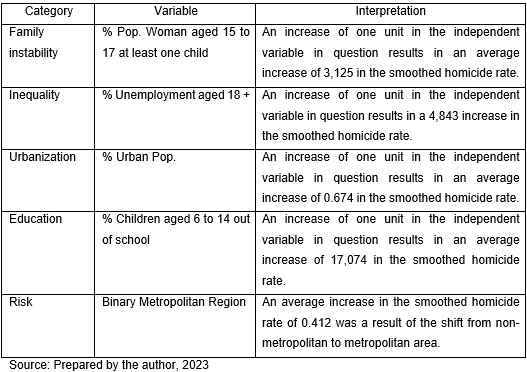 Category Variable Interpretation
Family instability
% Pop. Woman aged 15 to 17 at least one child
An increase of one unit in the independent
variable in question results in an average
increase of 3,125 in the smoothed homicide rate.
Inequality
% Unemployment aged 18 +
An increase of one unit in the independent
variable in question results in a 4,843 increase in
the smoothed homicide rate.
Urbanization
% Urban Pop.
An increase of one unit in the independent
variable in question results in an average
increase of 0.674 in the smoothed homicide rate.
Education
% Children aged 6 to 14 out
of school
An increase of one unit in the independent
variable in question results in an average
increase of 17,074 in the smoothed homicide
rate.
Risk
Binary Metropolitan Region
An average increase in the smoothed homicide
rate of 0.412 was a result of the shift from non-
metropolitan to metropolitan area.
Source: Prepared by the author, 2023